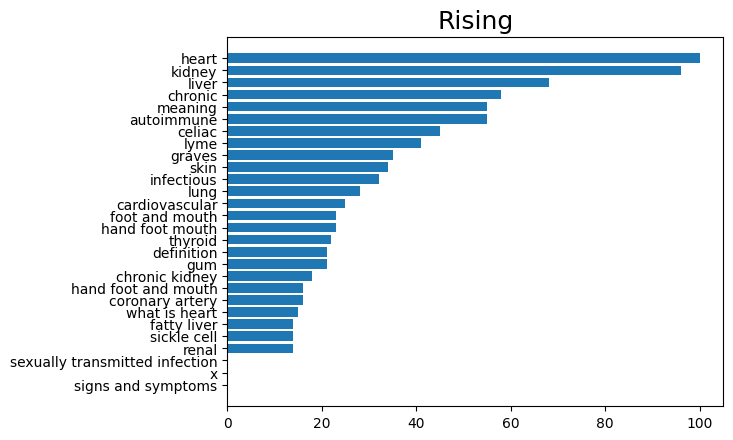 Rising
heart
kidney
liver
chronic
meaning
autoimmune
celiac
lyme
graves
skin
infectious
lung
cardiovascular
foot and mouth
hand foot mouth
thyroid
definition
gum
chronic kidney
hand foot and mouth
coronary artery
what is heart
fatty liver
sickle cell
renal
sexually transmitted infection
x
signs and symptoms
0 20 40 60 80 100